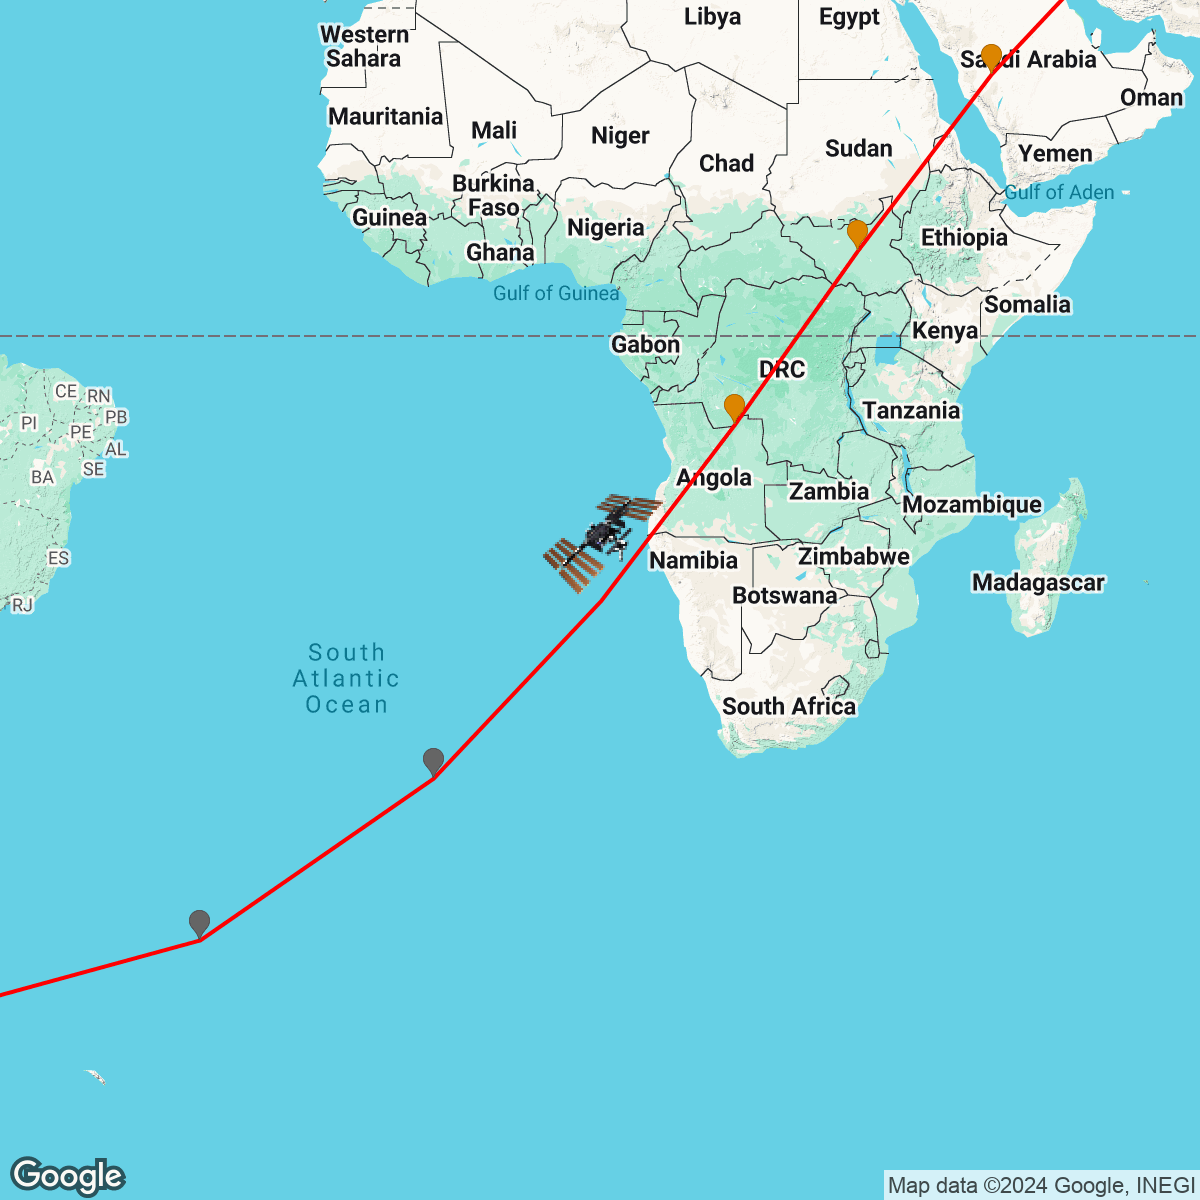 Libya
Egypt
Western
Sahara
Saudi Arabia
Oman
Mauritania
Mali
Niger
Chad
Sudan
Yemen
Burkina
Faso
Gulf of Aden
Guinea
Nigeria
Ethiopia
Ghana
Gulf of Guinea
Somalia
Kenya
Gabon
DRC
CE
RN
PI
PB
PE
AL
SE
BA
Tanzania
Angola
Zambia
Mozambique
ES
Namibia
Zimbabwe
Botswana
Madagascar
RJ
South
Atlantic
Ocean
South Africa
Google
Map data ©2024 Google, INEGI